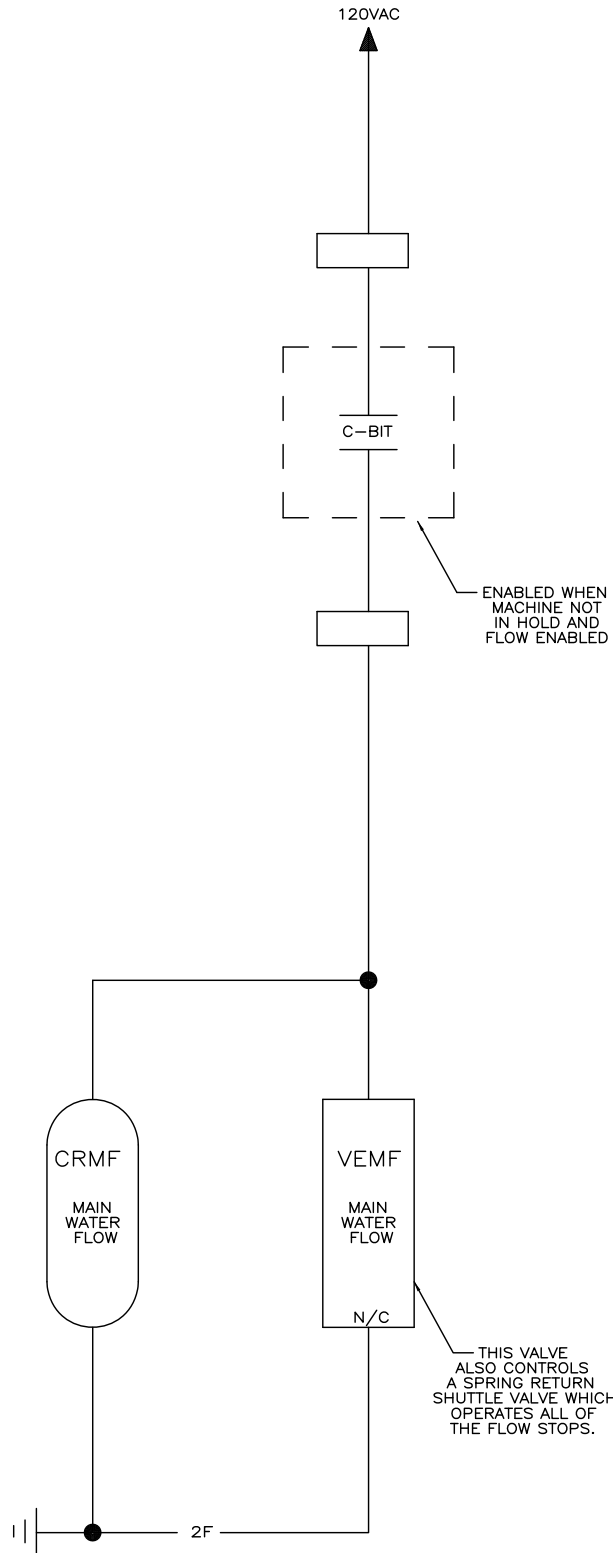 120VAC
C-BIT
ENABLED WHEN
MACHINE NOT
IN HOLD AND
FLOW ENABLED
CRMF
MAIN
WATER
FLOW
VEMF
MAIN
WATER
FLOW
N/C
THIS VALVE
ALSO CONTROLS
A SPRING RETURN
SHUTTLE VALVE WHICH
OPERATES ALL OF
THE FLOW STOPS.
2F